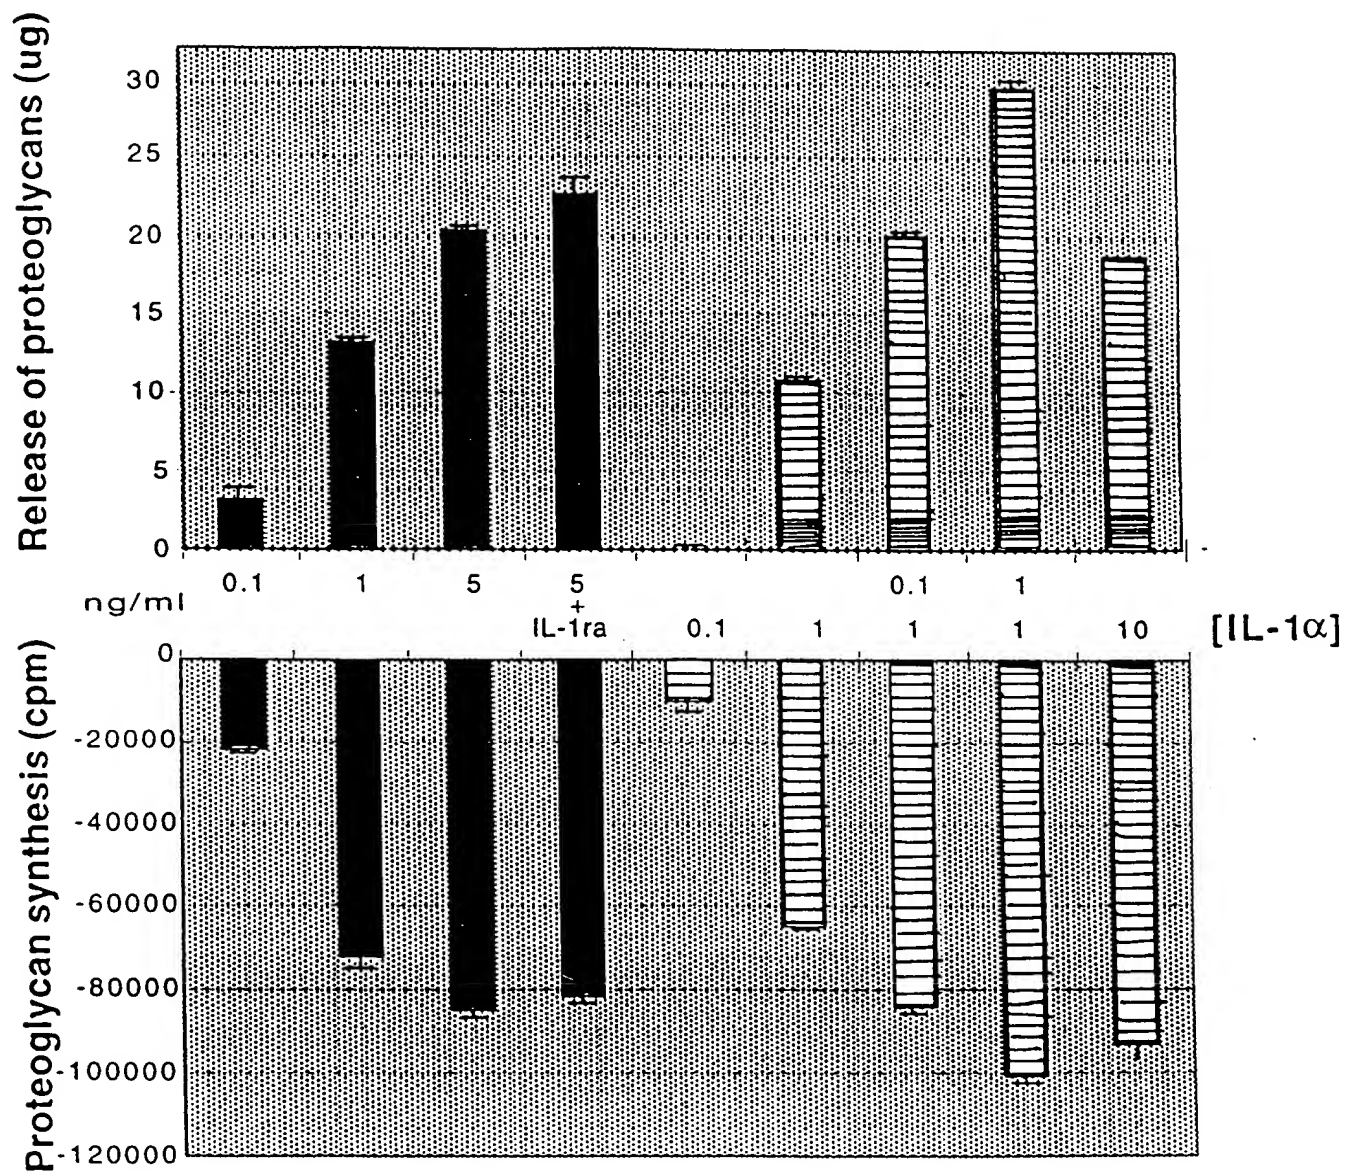 Release of proteoglycans (ug)
30
25
20
15
10
5
0
0.1 1 5 5 0.1 1
ng/ml +
IL-1ra 0.1 1 1 1 10 [IL-1α]
Proteoglycan synthesis (cpm)
0
-20000
-40000
-60000
-80000
-100000
-120000